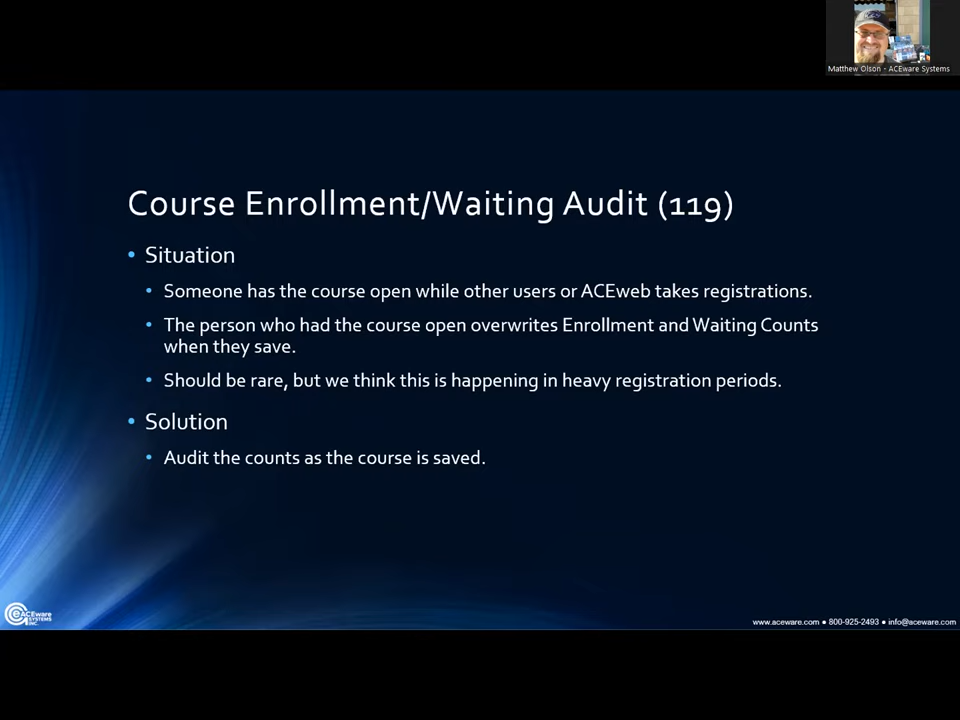 Matthew Olson - ACEware Systems
Course Enrollment/Waiting Audit (119)
• Situation
• Someone has the course open while other users or ACEweb takes registrations.
• The person who had the course open overwrites Enrollment and Waiting Counts
when they save.
• Should be rare, but we think this is happening in heavy registration periods.
• Solution
• Audit the counts as the course is saved.
ACEware
SYSTEMS
INC.
www.aceware.com ● 800-925-2493 ● info@aceware.com